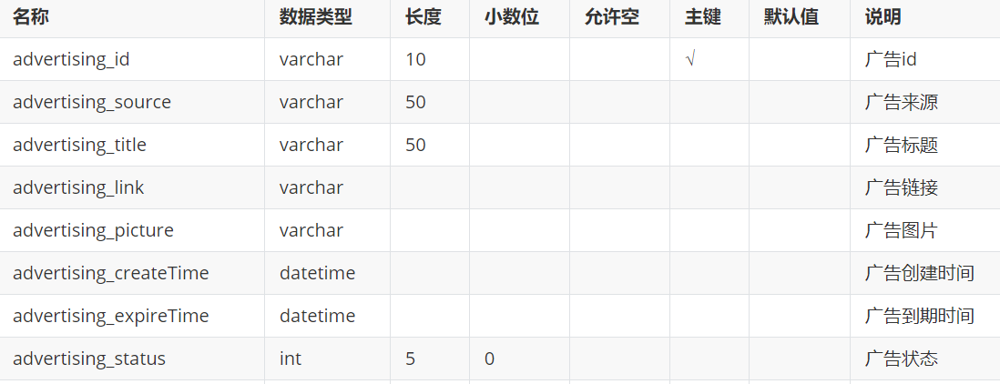 名称 数据类型 长度 小数位 允许空 主键 默认值 说明
advertising_id varchar 10 √ 广告id
advertising_source varchar 50 广告来源
advertising_title varchar 50 广告标题
advertising_link varchar 广告链接
advertising_picture varchar 广告图片
advertising_createTime datetime 广告创建时间
advertising_expireTime datetime 广告到期时间
advertising_status int 5 0 广告状态